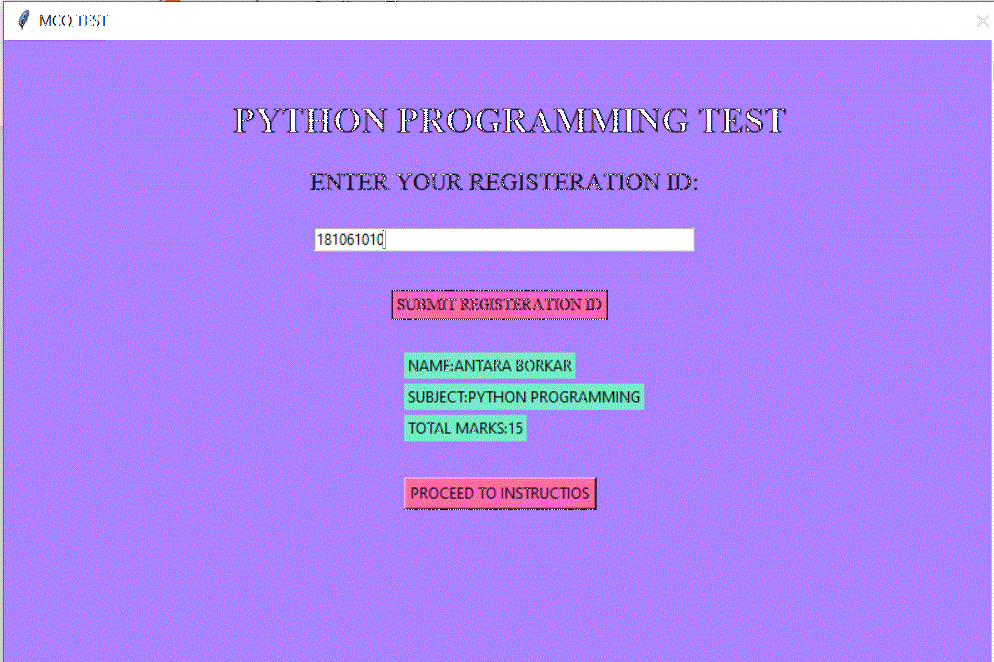 MCQ TEST
PYTHON PROGRAMMING TEST
ENTER YOUR REGISTERATION ID:
181061010
SUBMIT REGISTERATION ID
NAME:ANTARA BORKAR
SUBJECT:PYTHON PROGRAMMING
TOTAL MARKS:15
PROCEED TO INSTRUCTIOS